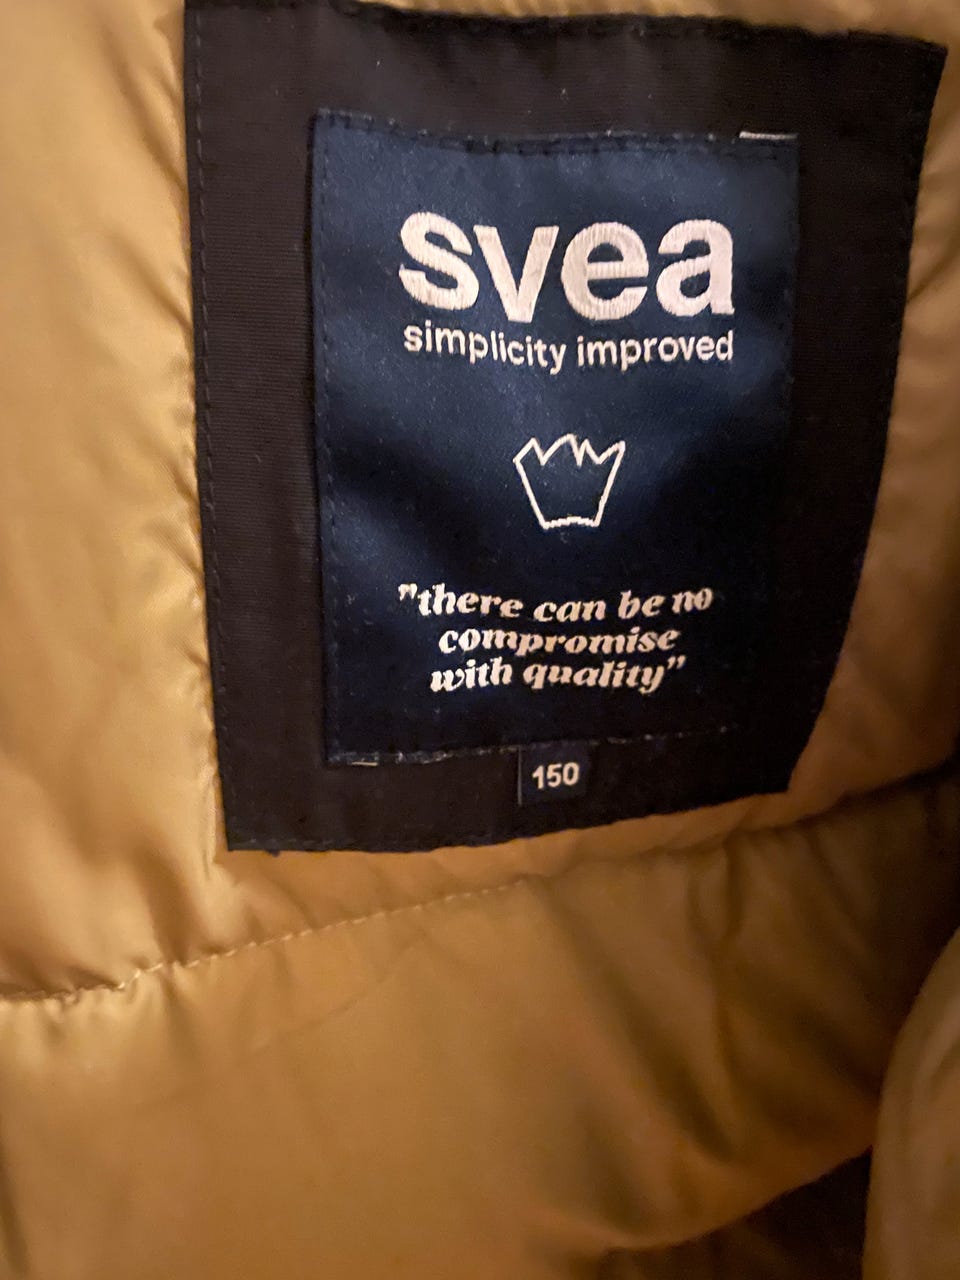 svea
simplicity improved
"there can be no
compromise
with quality"
150